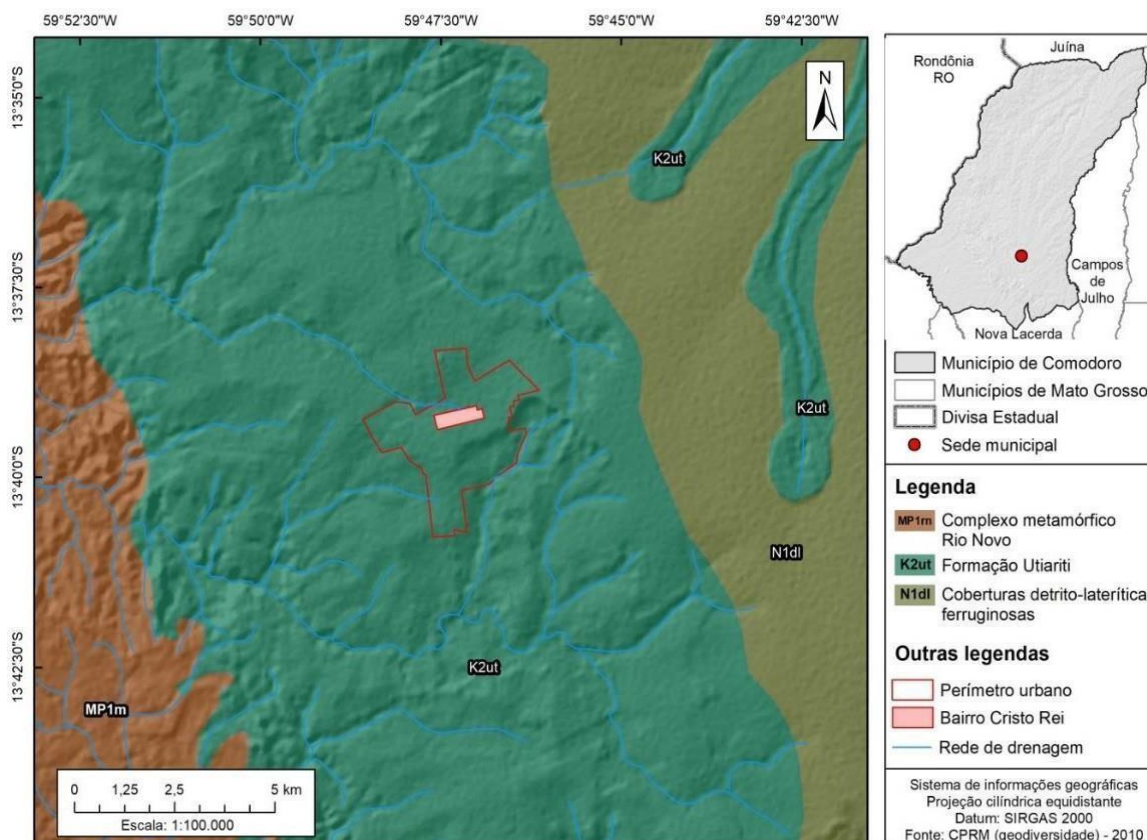 59°52'30"W 59°50'0"W 59°47'30"W 59°45'0"W 59°42'30"W
13°35'0"S
13°37'30"S
13°40'0"S
13°42'30"S
N
K2ut
K2ut
N1dl
K2ut
MP1rn
0 1,25 2,5 5 km
Escala: 1:100.000
Rondônia
RO
Juína
Campos
de
Julho
Nova Lacerda
Município de Comodoro
Municípios de Mato Grosso
Divisa Estadual
Sede municipal
Legenda
MP1rn Complexo metamórfico
Rio Novo
K2ut Formação Utiariti
N1dl Coberturas detrito-laterítica
ferruginosas
Outras legendas
Perímetro urbano
Bairro Cristo Rei
Rede de drenagem
Sistema de informações geográficas
Projeção cilíndrica equidistante
Datum: SIRGAS 2000
Fonte: CPRM (geodiversidade) - 2010